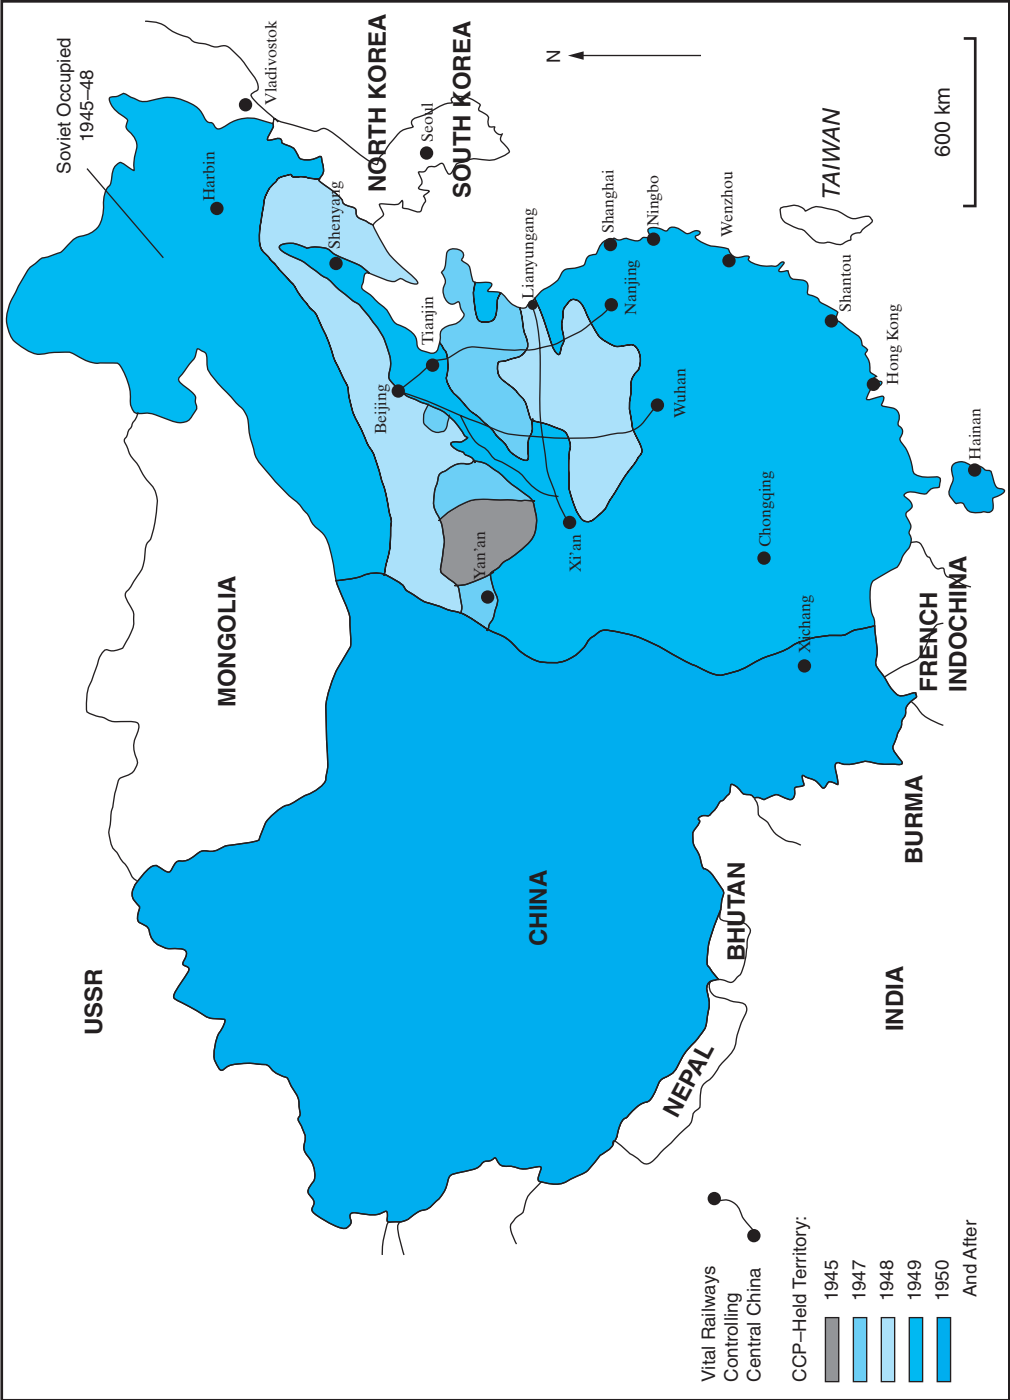 USSR
MONGOLIA
Soviet Occupied
1945–48
Harbin
Vladivostok
NORTH KOREA
SOUTH KOREA
Seoul
Shenyang
Beijing
Tianjin
Lianyungang
Yan'an
Xi'an
CHINA
Shanghai
Ningbo
Nanjing
Wuhan
Wenzhou
Chongqing
Xichang
Shantou
TAIWAN
Hong Kong
Hainan
NEPAL
BHUTAN
INDIA
BURMA
FRENCH
INDOCHINA
N
600 km
Vital Railways
Controlling
Central China
CCP–Held Territory:
1945
1947
1948
1949
1950
And After